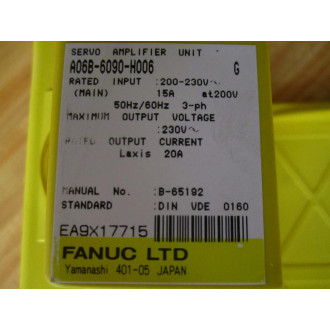 SERVO AMPLIFIER UNIT
A06B-6090-H006 G
RATED INPUT :200-230V~
(MAIN) 15A at200V
50Hz/60Hz 3-ph
MAXIMUM OUTPUT VOLTAGE
:230V~
RATED OUTPUT CURRENT
Laxis 20A
MANUAL No. :B-65192
STANDARD :DIN VDE 0160
EA9X17715
FANUC LTD
Yamanashi 401-05 JAPAN